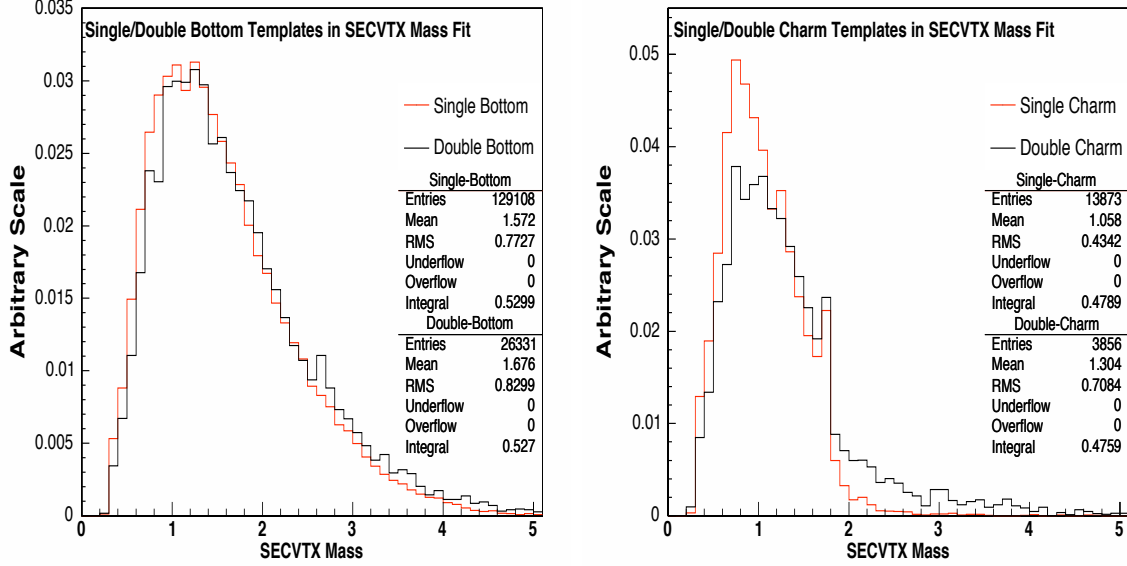 Single/Double Bottom Templates in SECVTX Mass Fit
Arbitrary Scale
0.035
0.03
0.025
0.02
0.015
0.01
0.005
0
Single Bottom
Double Bottom
Single-Bottom
Entries 129108
Mean 1.572
RMS 0.7727
Underflow 0
Overflow 0
Integral 0.5299
Double-Bottom
Entries 26331
Mean 1.676
RMS 0.8299
Underflow 0
Overflow 0
Integral 0.527
0 1 2 3 4 5
SECVTX Mass
Single/Double Charm Templates in SECVTX Mass Fit
Arbitrary Scale
0.05
0.04
0.03
0.02
0.01
0
Single Charm
Double Charm
Single-Charm
Entries 13873
Mean 1.058
RMS 0.4342
Underflow 0
Overflow 0
Integral 0.4789
Double-Charm
Entries 3856
Mean 1.304
RMS 0.7084
Underflow 0
Overflow 0
Integral 0.4759
0 1 2 3 4 5
SECVTX Mass